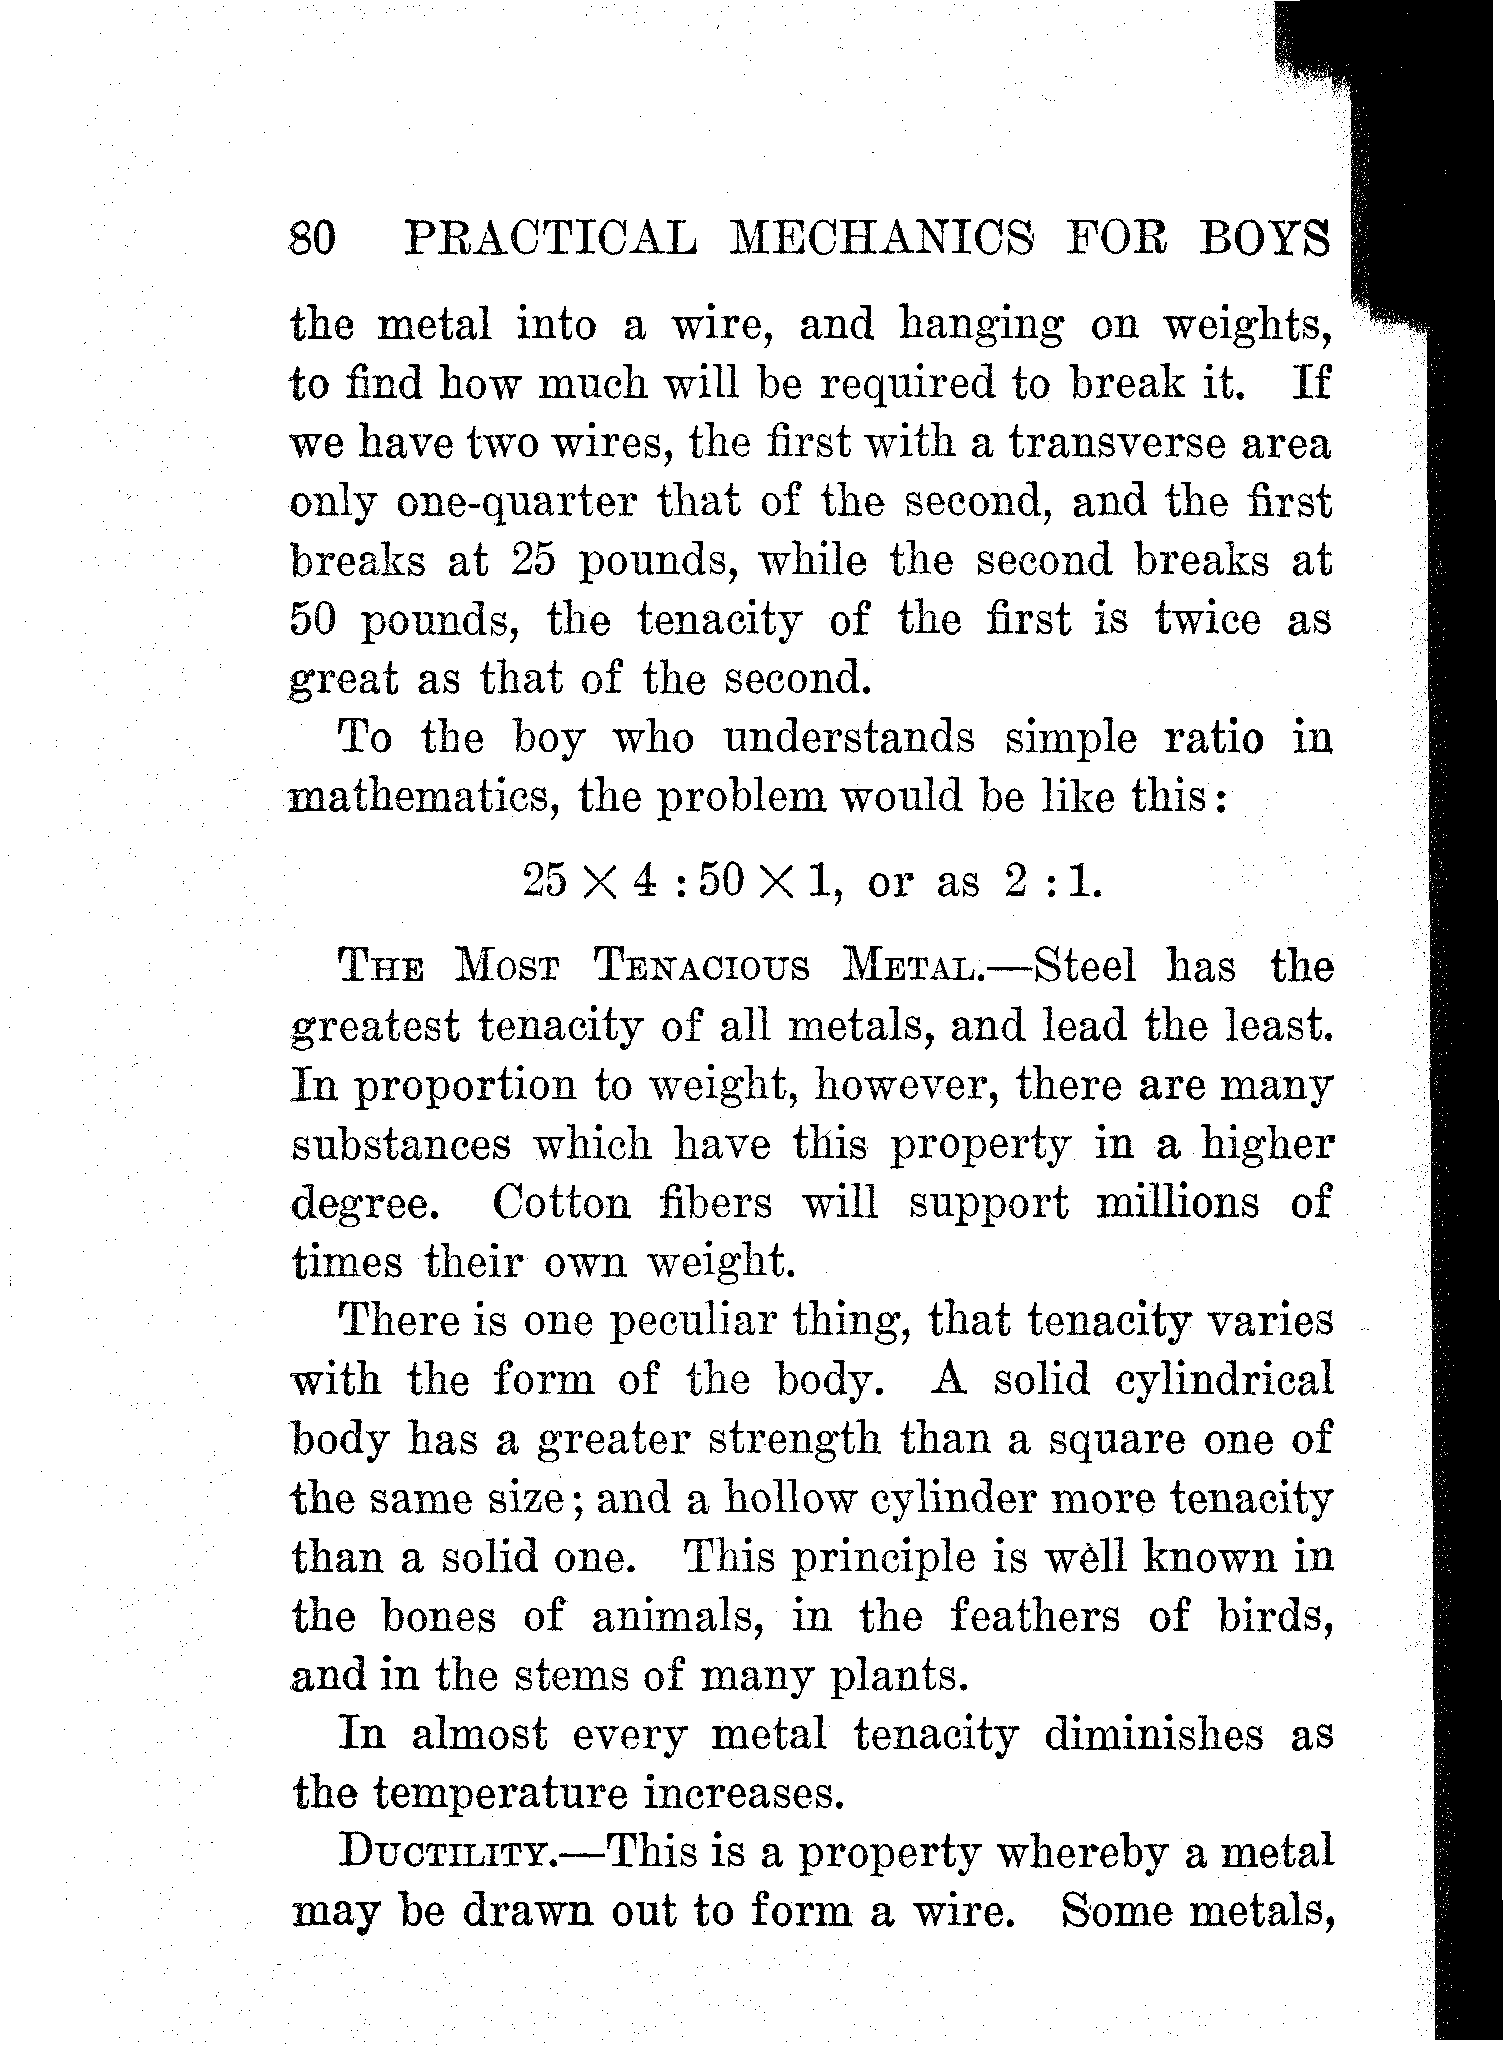 80 PRACTICAL MECHANICS FOR BOYS
the metal into a wire, and hanging on weights,
to find how much will be required to break it. If
we have two wires, the first with a transverse area
only one-quarter that of the second, and the first
breaks at 25 pounds, while the second breaks at
50 pounds, the tenacity of the first is twice as
great as that of the second.
To the boy who understands simple ratio in
mathematics, the problem would be like this:
25 × 4 : 50 × 1, or as 2 : 1.
THE MOST TENACIOUS METAL.—Steel has the
greatest tenacity of all metals, and lead the least.
In proportion to weight, however, there are many
substances which have this property in a higher
degree. Cotton fibers will support millions of
times their own weight.
There is one peculiar thing, that tenacity varies
with the form of the body. A solid cylindrical
body has a greater strength than a square one of
the same size; and a hollow cylinder more tenacity
than a solid one. This principle is well known in
the bones of animals, in the feathers of birds,
and in the stems of many plants.
In almost every metal tenacity diminishes as
the temperature increases.
DUCTILITY.—This is a property whereby a metal
may be drawn out to form a wire. Some metals,